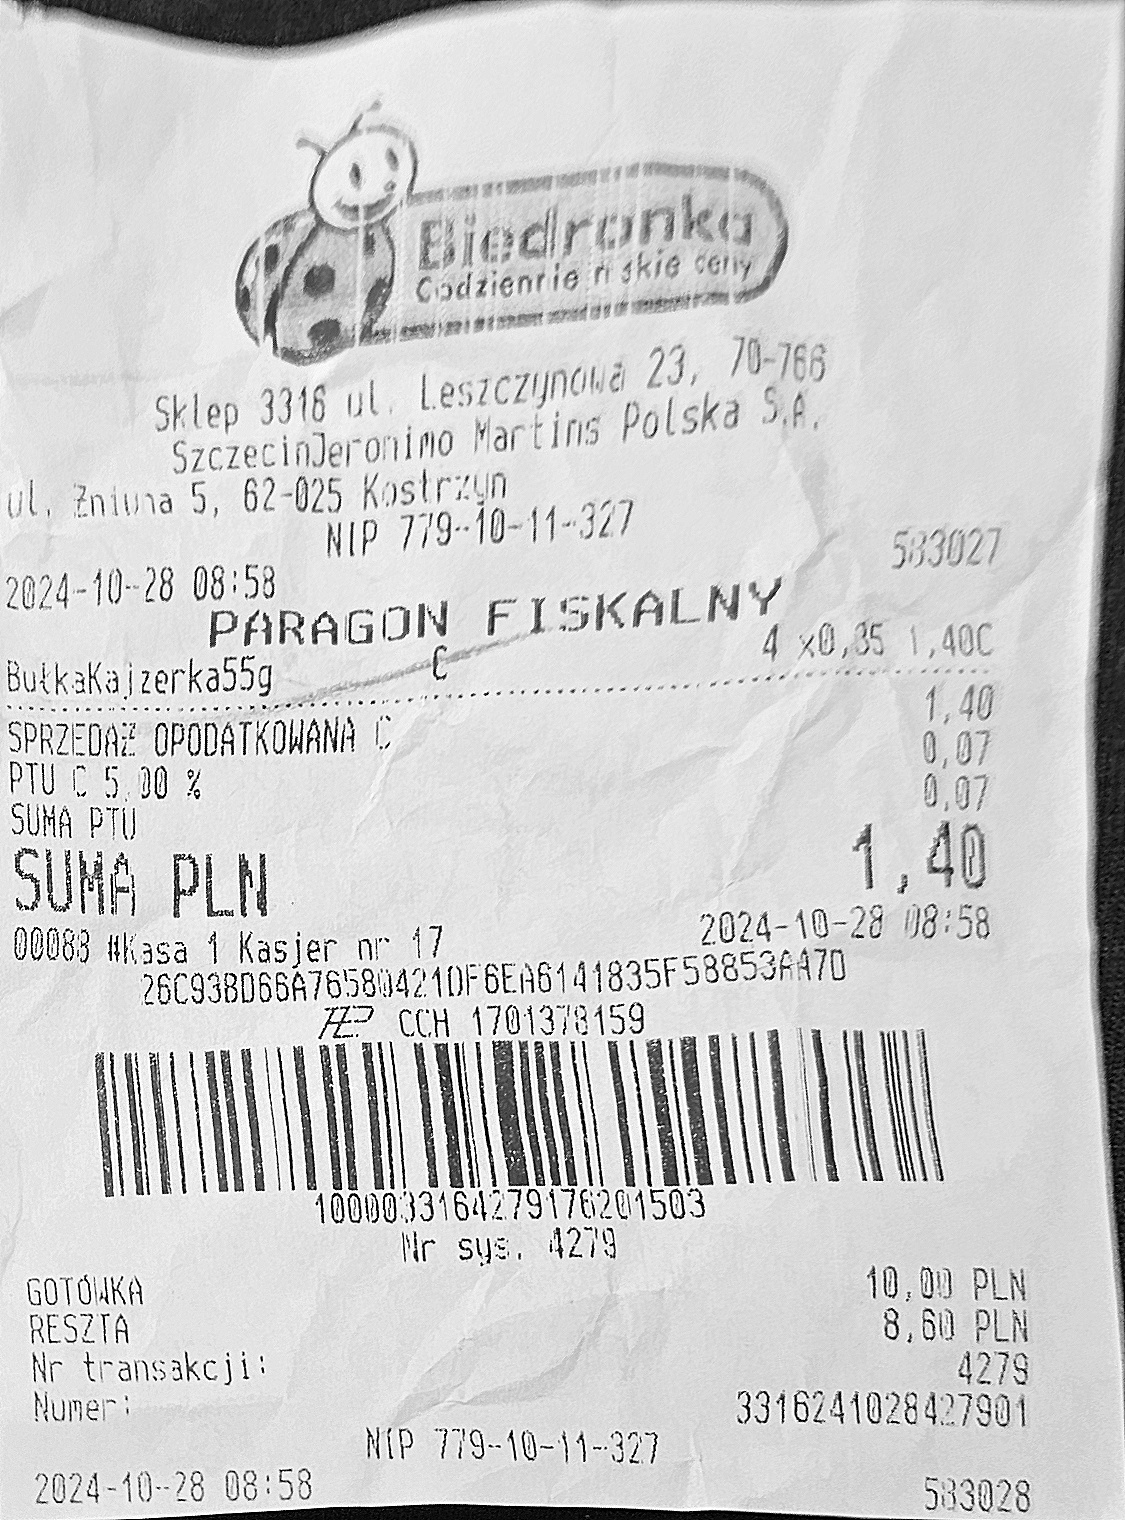 Biedronka
Codziennie niskie ceny
Sklep 3316 ul. Leszczynowa 23, 70-766
SzczecinJeronimo Martins Polska S.A.
ul. Żniwna 5, 62-025 Kostrzyn
NIP 779-10-11-327
2024-10-28 08:58 583027
PARAGON FISKALNY
BułkaKajzerka55g C 4 x0,35 1,40C
SPRZEDAŻ OPODATKOWANA C 1,40
PTU C 5,00 % 0,07
SUMA PTU 0,07
SUMA PLN 1,40
00088 #Kasa 1 Kasjer nr 17 2024-10-28 08:58
26C93BD66A76580421DF6EA6141835F58853AA7D
CCH 1701378159
1000033164279176201503
Nr sys. 4279
GOTÓWKA 10,00 PLN
RESZTA 8,60 PLN
Nr transakcji: 4279
Numer: 3316241028427901
NIP 779-10-11-327
2024-10-28 08:58 583028